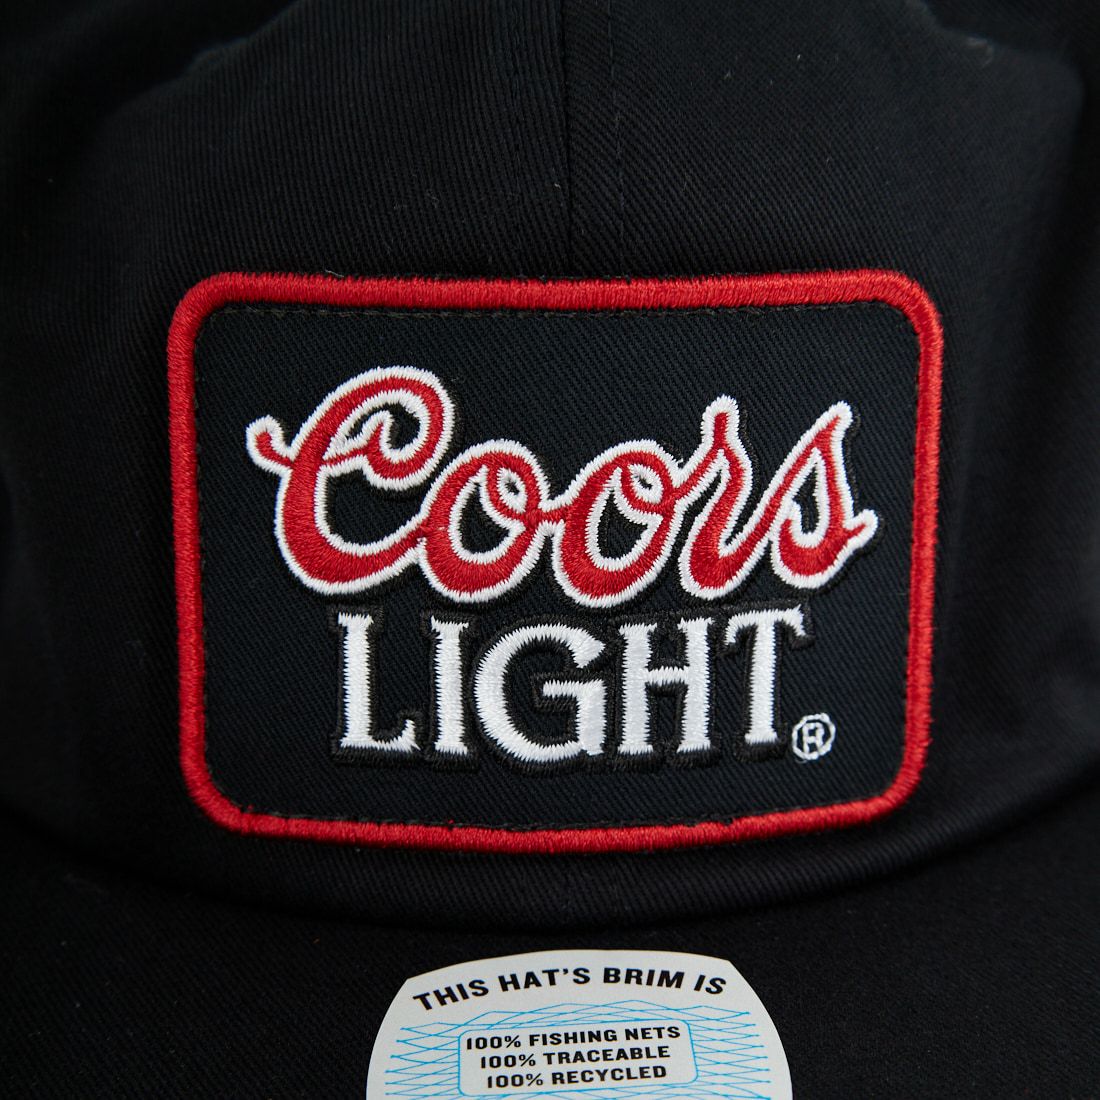 Coors
LIGHT®
THIS HAT'S BRIM IS
100% FISHING NETS
100% TRACEABLE
100% RECYCLED